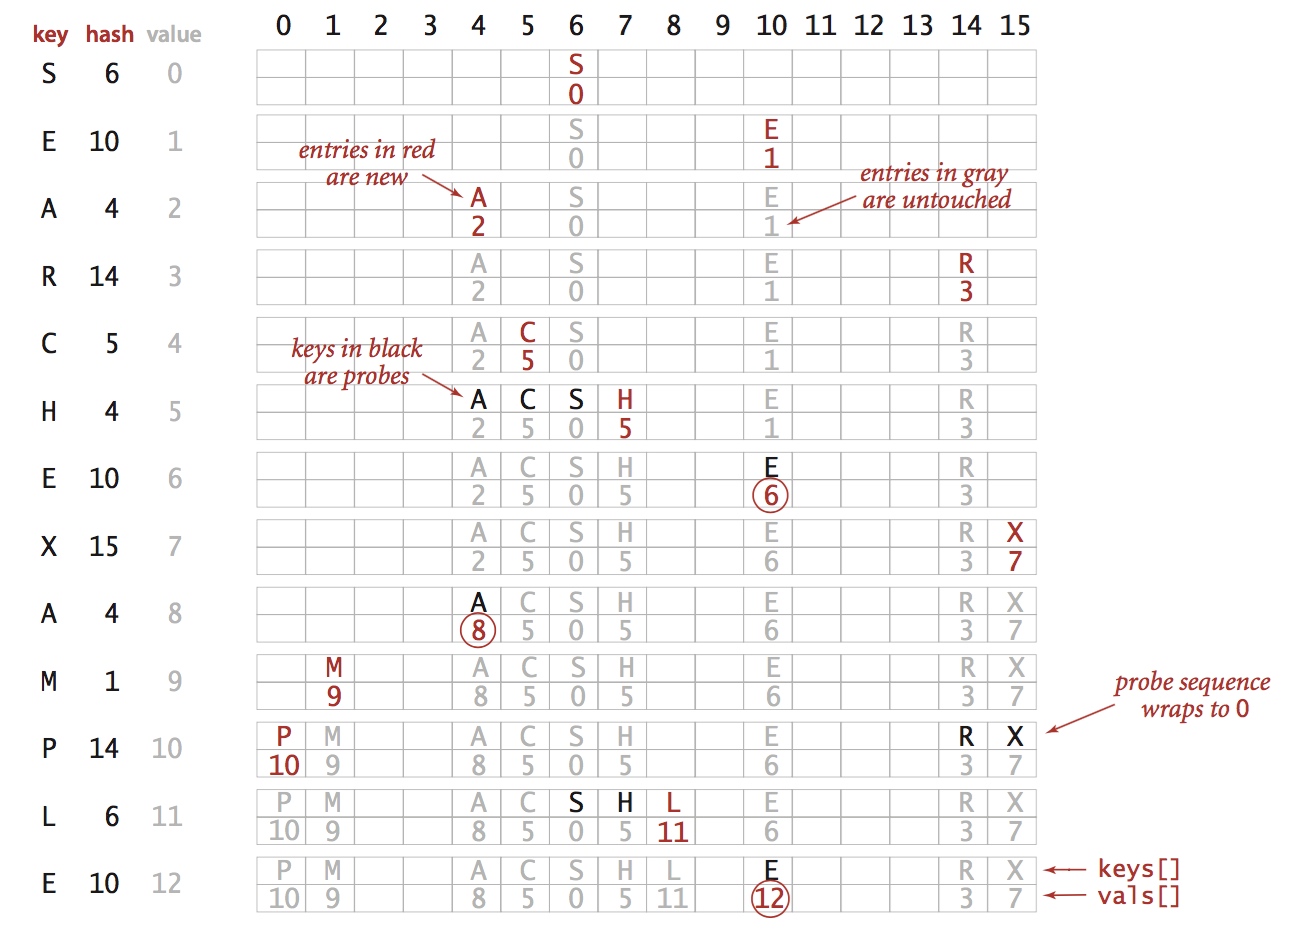 0 1 2 3 4 5 6 7 8 9 10 11 12 13 14 15
key hash value
S 6 0 S
0
E 10 1 S E
0 1
entries in red
are new
entries in gray
are untouched
A 4 2 A S E
2 0 1
R 14 3 A S E R
2 0 1 3
C 5 4 A C S E R
2 5 0 1 3
keys in black
are probes
H 4 5 A C S H E R
2 5 0 5 1 3
E 10 6 A C S H E R
2 5 0 5 6 3
X 15 7 A C S H E R X
2 5 0 5 6 3 7
A 4 8 A C S H E R X
8 5 0 5 6 3 7
M 1 9 M A C S H E R X
9 8 5 0 5 6 3 7
probe sequence
wraps to 0
P 14 10 P M A C S H E R X
10 9 8 5 0 5 6 3 7
L 6 11 P M A C S H L E R X
10 9 8 5 0 5 11 6 3 7
E 10 12 P M A C S H L E R X keys[]
10 9 8 5 0 5 11 12 3 7 vals[]